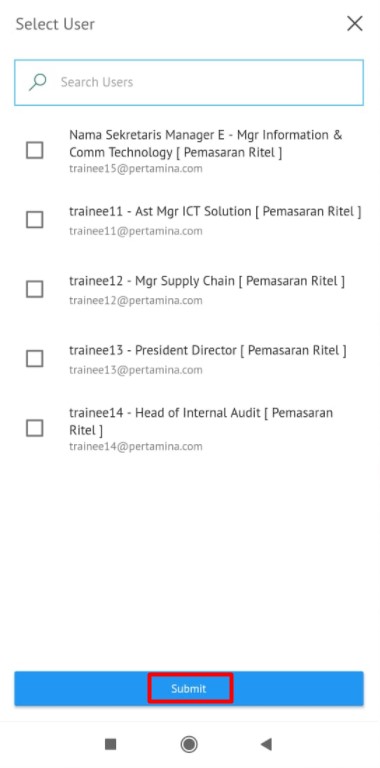 Select User
Search Users
Nama Sekretaris Manager E - Mgr Information &
Comm Technology [ Pemasaran Ritel ]
trainee15@pertamina.com
trainee11 - Ast Mgr ICT Solution [ Pemasaran Ritel ]
trainee11@pertamina.com
trainee12 - Mgr Supply Chain [ Pemasaran Ritel ]
trainee12@pertamina.com
trainee13 - President Director [ Pemasaran Ritel ]
trainee13@pertamina.com
trainee14 - Head of Internal Audit [ Pemasaran
Ritel ]
trainee14@pertamina.com
Submit